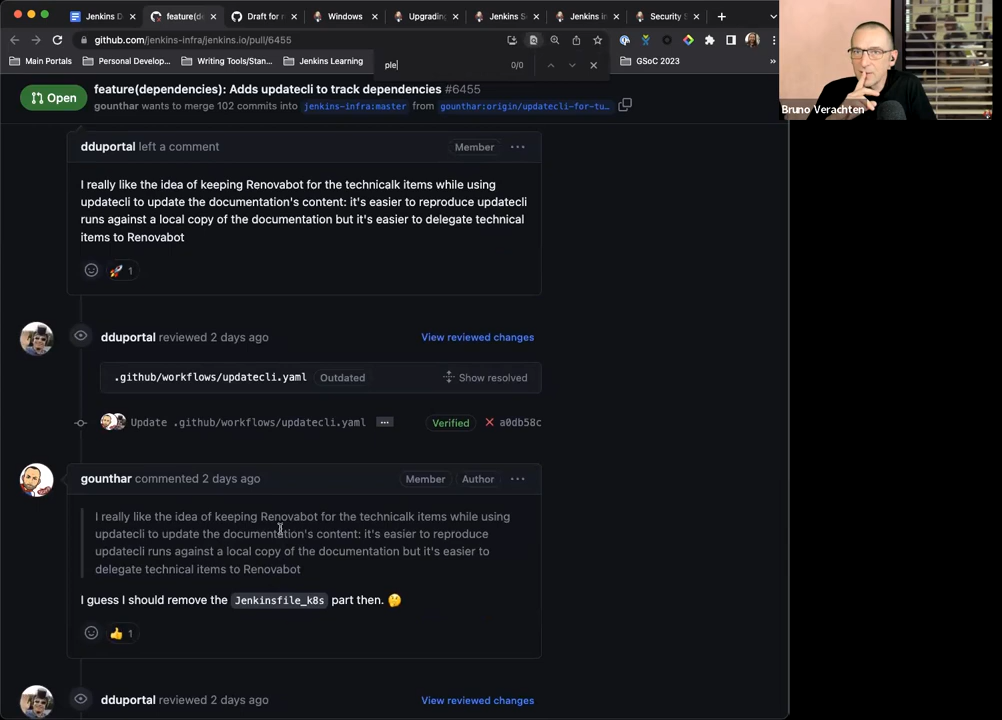 Jenkins D
feature(d
Draft for
Windows
Upgradin
Jenkins S
Jenkins in
Security
github.com/jenkins-infra/jenkins.io/pull/6455
Main Portals
Personal Develop...
Writing Tools/Stan...
Jenkins Learning
ple
0/0
GSoC 2023
»
Open
feature(dependencies): Adds updatecli to track dependencies #6455
gounthar wants to merge 102 commits into jenkins-infra:master from gounthar:origin/updatecli-for-tu…
Bruno Verachten
dduportal left a comment
Member
...
I really like the idea of keeping Renovabot for the technicalk items while using
updatecli to update the documentation's content: it's easier to reproduce updatecli
runs against a local copy of the documentation but it's easier to delegate technical
items to Renovabot
🚀 1
dduportal reviewed 2 days ago
View reviewed changes
.github/workflows/updatecli.yaml Outdated
Show resolved
Update .github/workflows/updatecli.yaml ...
Verified
a0db58c
gounthar commented 2 days ago
Member
Author
...
I really like the idea of keeping Renovabot for the technicalk items while using
updatecli to update the documentation's content: it's easier to reproduce
updatecli runs against a local copy of the documentation but it's easier to
delegate technical items to Renovabot
I guess I should remove the Jenkinsfile_k8s part then. 🤔
👍 1
dduportal reviewed 2 days ago
View reviewed changes